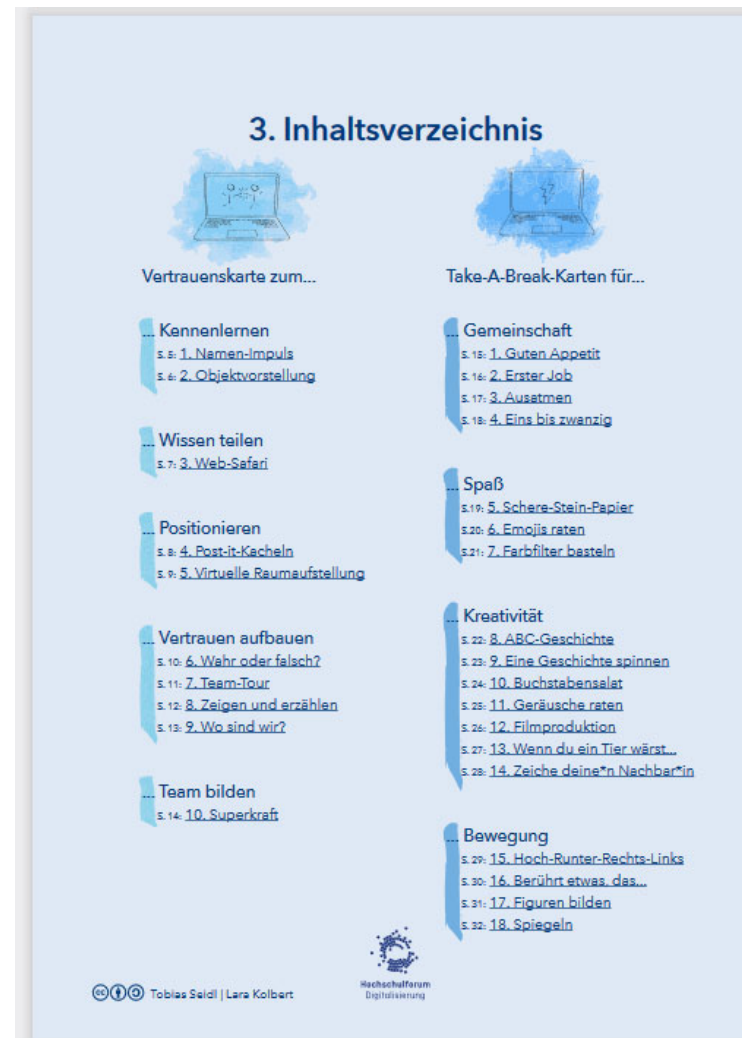 3. Inhaltsverzeichnis
Vertrauenskarte zum...
... Kennenlernen
S. 5: 1. Namen-Impuls
S. 6: 2. Objektvorstellung
... Wissen teilen
S. 7: 3. Web-Safari
... Positionieren
S. 8: 4. Post-it-Kacheln
S. 9: 5. Virtuelle Raumaufstellung
... Vertrauen aufbauen
S. 10: 6. Wahr oder falsch?
S. 11: 7. Team-Tour
S. 12: 8. Zeigen und erzählen
S. 13: 9. Wo sind wir?
... Team bilden
S. 14: 10. Superkraft
Take-A-Break-Karten für...
... Gemeinschaft
S. 15: 1. Guten Appetit
S. 16: 2. Erster Job
S. 17: 3. Ausatmen
S. 18: 4. Eins bis zwanzig
... Spaß
S.19: 5. Schere-Stein-Papier
S.20: 6. Emojis raten
S.21: 7. Farbfilter basteln
... Kreativität
S. 22: 8. ABC-Geschichte
S. 23: 9. Eine Geschichte spinnen
S. 24: 10. Buchstabensalat
S. 25: 11. Geräusche raten
S. 26: 12. Filmproduktion
S. 27: 13. Wenn du ein Tier wärst...
S. 28: 14. Zeiche deine*n Nachbar*in
... Bewegung
S. 29: 15. Hoch-Runter-Rechts-Links
S. 30: 16. Berührt etwas, das...
S. 31: 17. Figuren bilden
S. 32: 18. Spiegeln
cc Tobias Seidl | Lara Kolbert
Hochschulforum
Digitalisierung